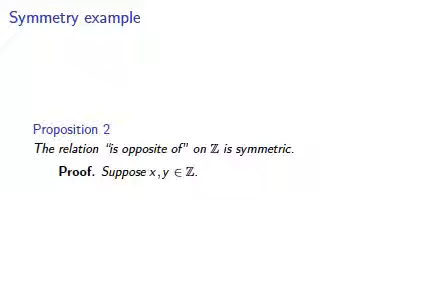 Symmetry example
Proposition 2
The relation "is opposite of" on ℤ is symmetric.
Proof. Suppose x, y ∈ ℤ.